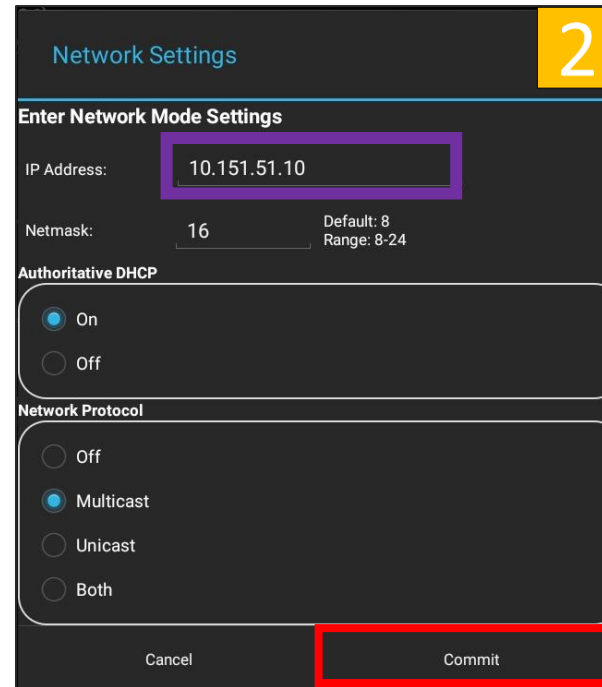 Network Settings
2
Enter Network Mode Settings
IP Address: 10.151.51.10
Netmask: 16 Default: 8
Range: 8-24
Authoritative DHCP
On
Off
Network Protocol
Off
Multicast
Unicast
Both
Cancel Commit